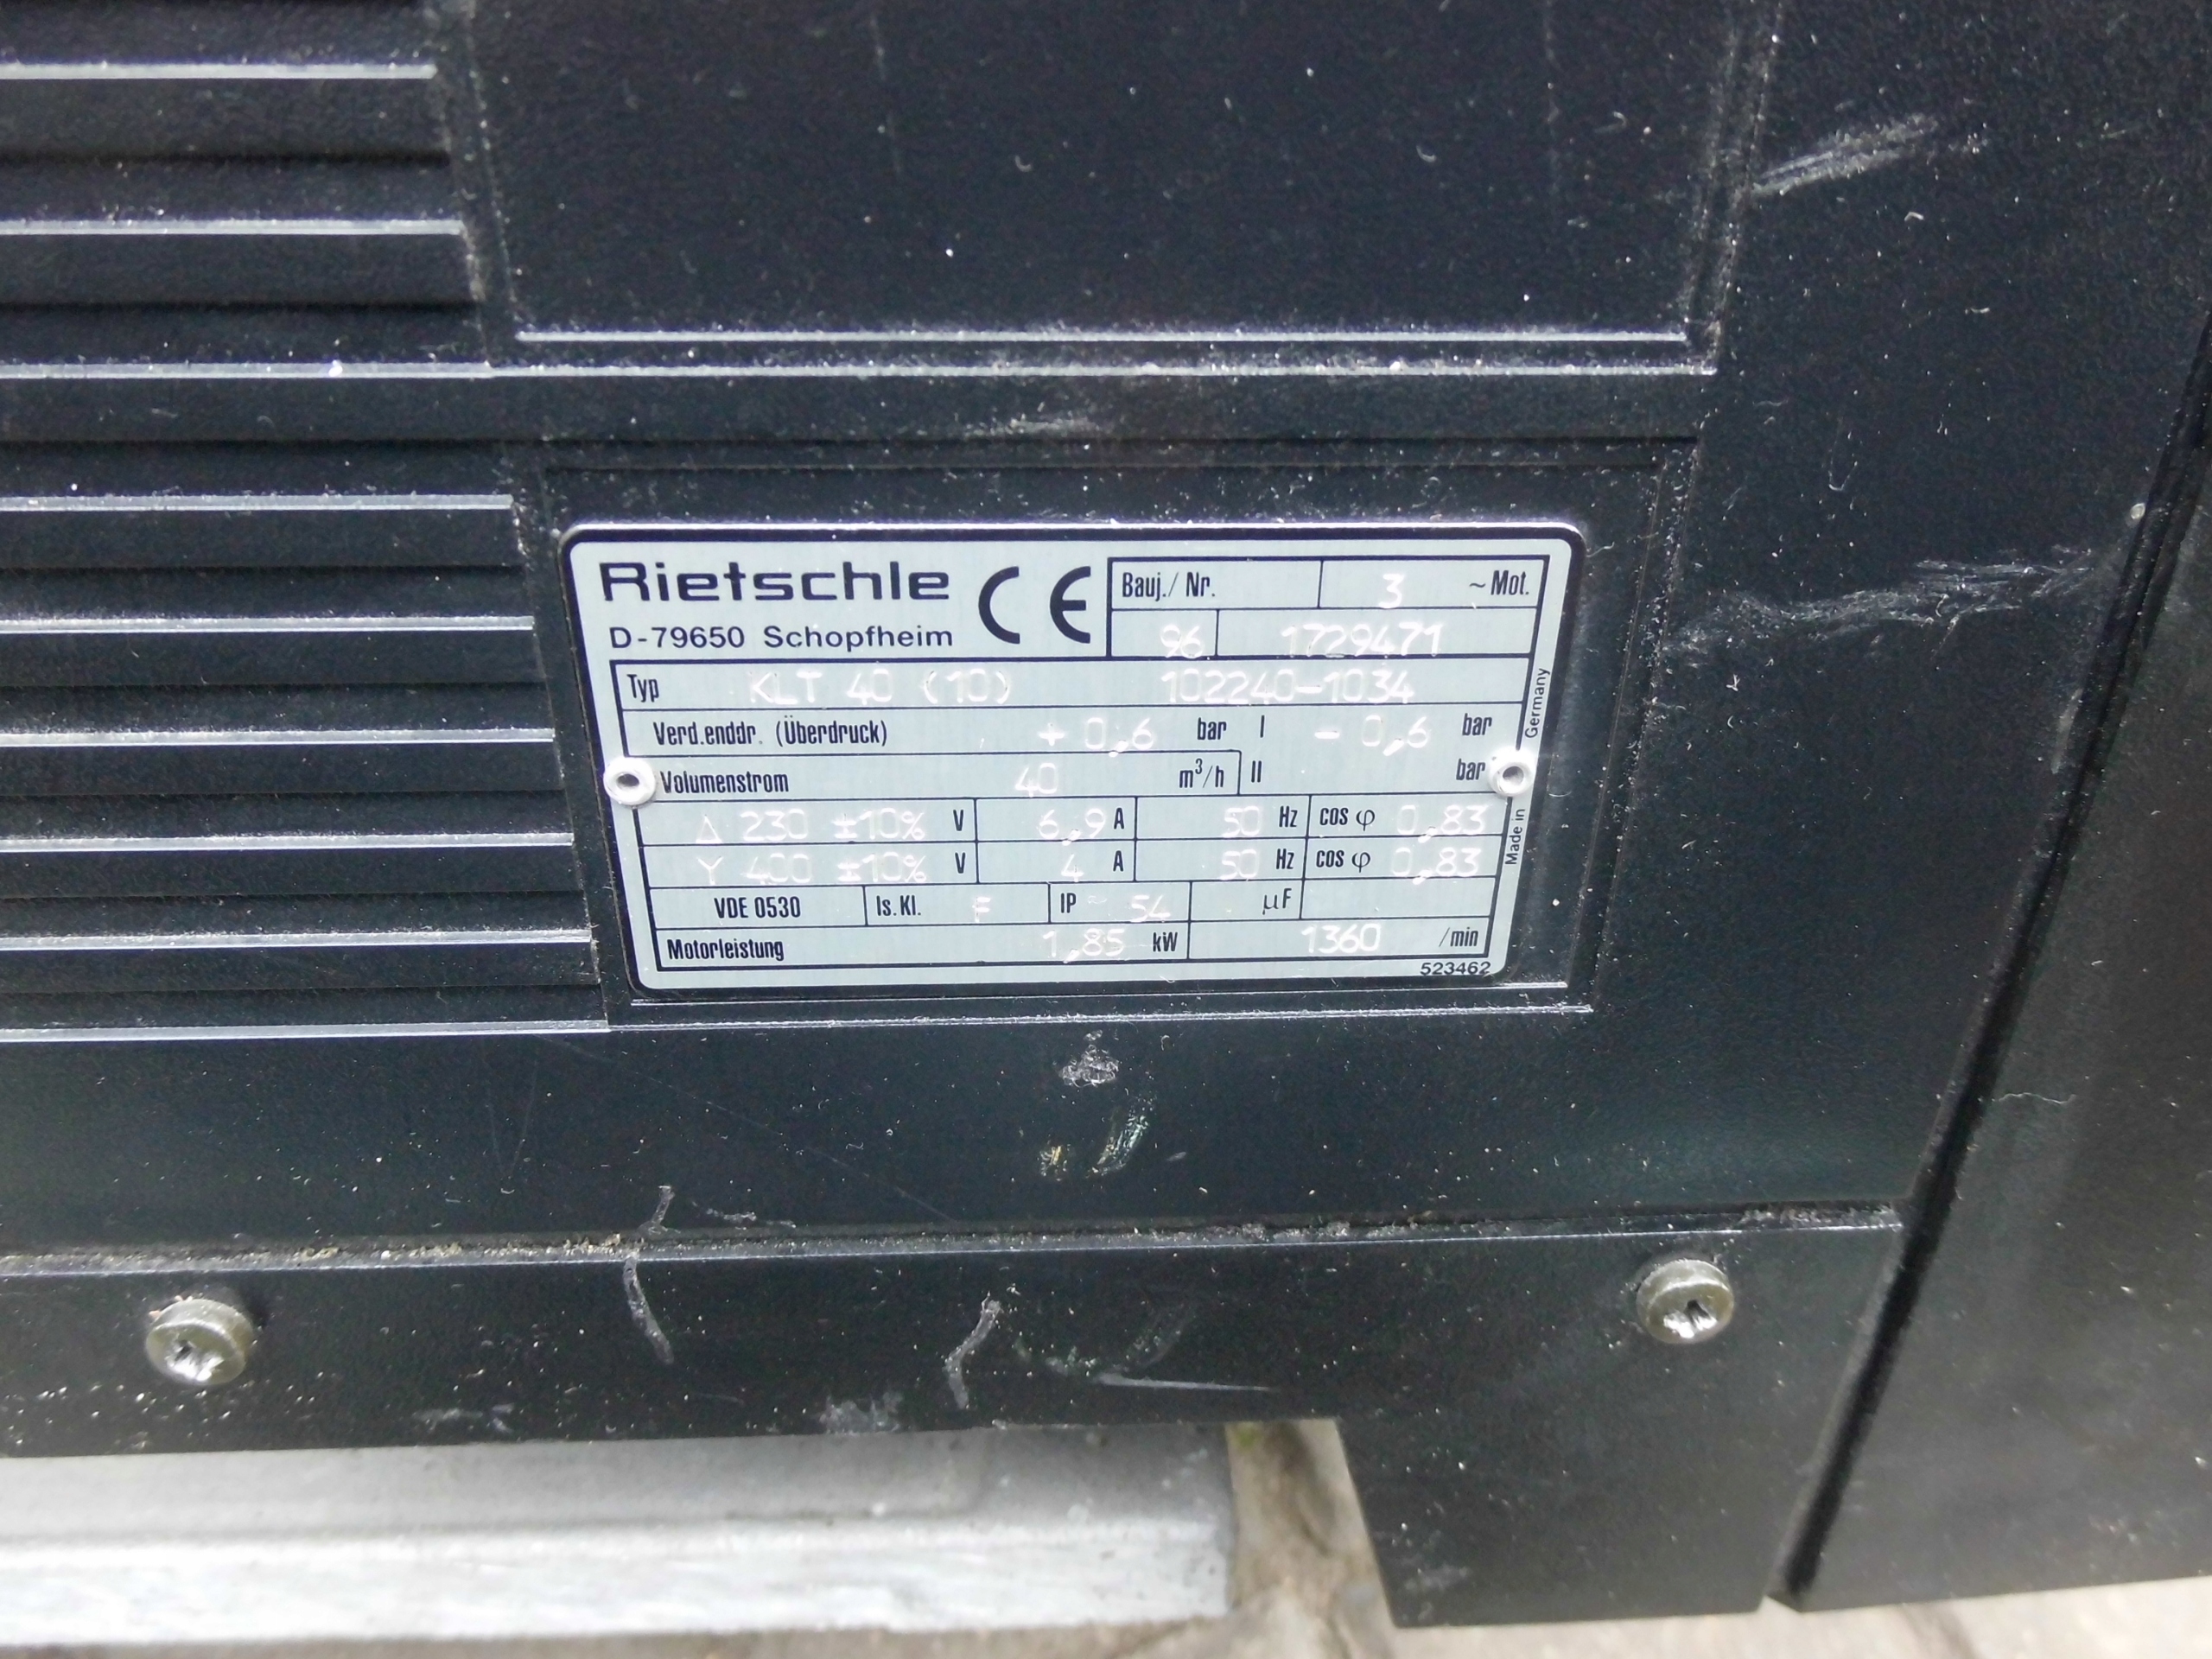 Rietschle CE
D-79650 Schopfheim
Bauj./ Nr. 3 ~Mot.
96 1729471
Typ KLT 40 (10) 102240-1034
Verd.enddr. (Überdruck) + 0,6 bar I - 0,6 bar
Volumenstrom 40 m³/h II bar
Δ 230 ±10% V 6,9 A 50 Hz cos φ 0,83
Y 400 ±10% V 4 A 50 Hz cos φ 0,83
VDE 0530 Is.Kl. F IP 54 µF
Motorleistung 1,85 kW 1360 /min
523462
Made in Germany